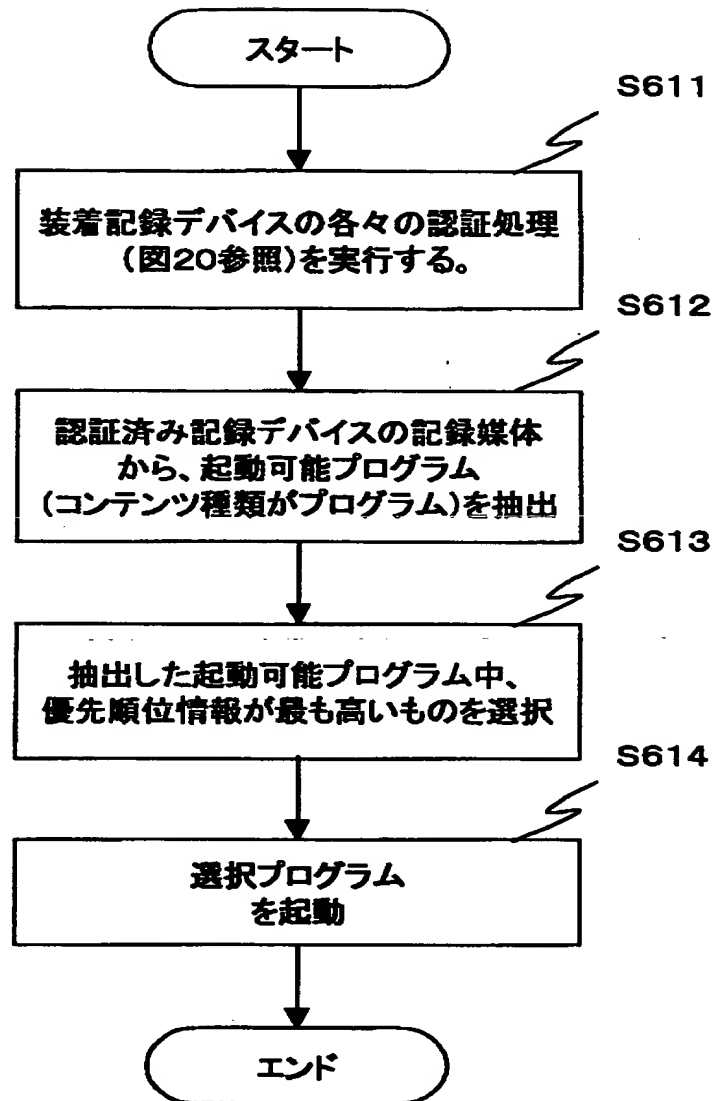 スタート
S611
装着記録デバイスの各々の認証処理
(図20参照)を実行する。
S612
認証済み記録デバイスの記録媒体
から、起動可能プログラム
(コンテンツ種類がプログラム)を抽出
S613
抽出した起動可能プログラム中、
優先順位情報が最も高いものを選択
S614
選択プログラム
を起動
エンド